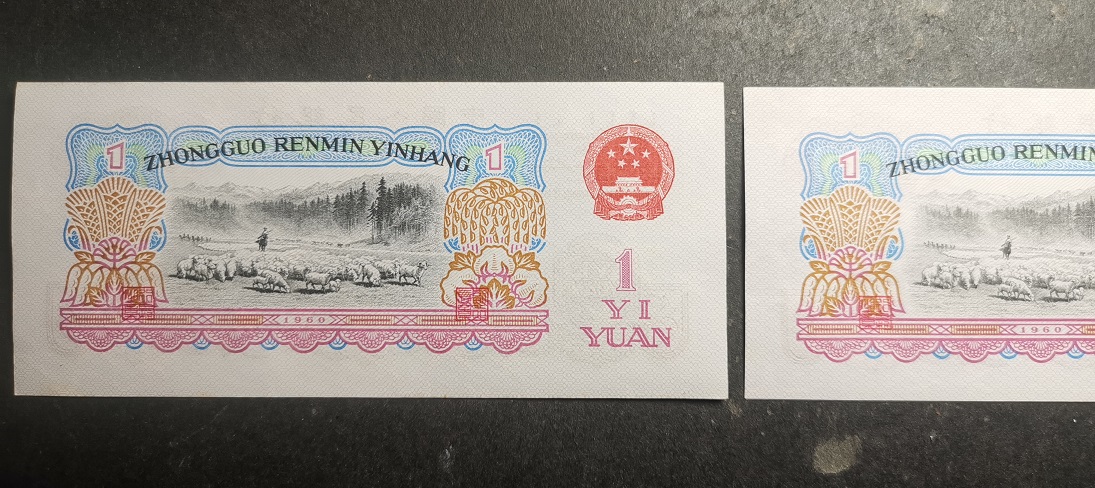 1 ZHONGGUO RENMIN YINHANG 1
1960
1
YI
YUAN
1 ZHONGGUO RENMIN
1960